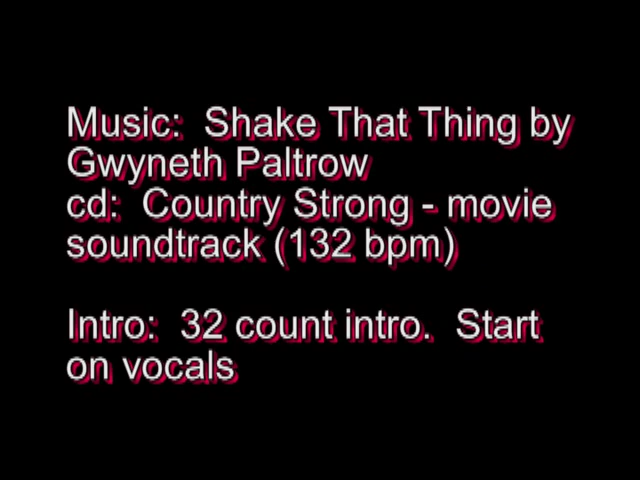 Music:  Shake That Thing by
Gwyneth Paltrow
cd:  Country Strong - movie
soundtrack (132 bpm)
Intro:  32 count intro.  Start
on vocals